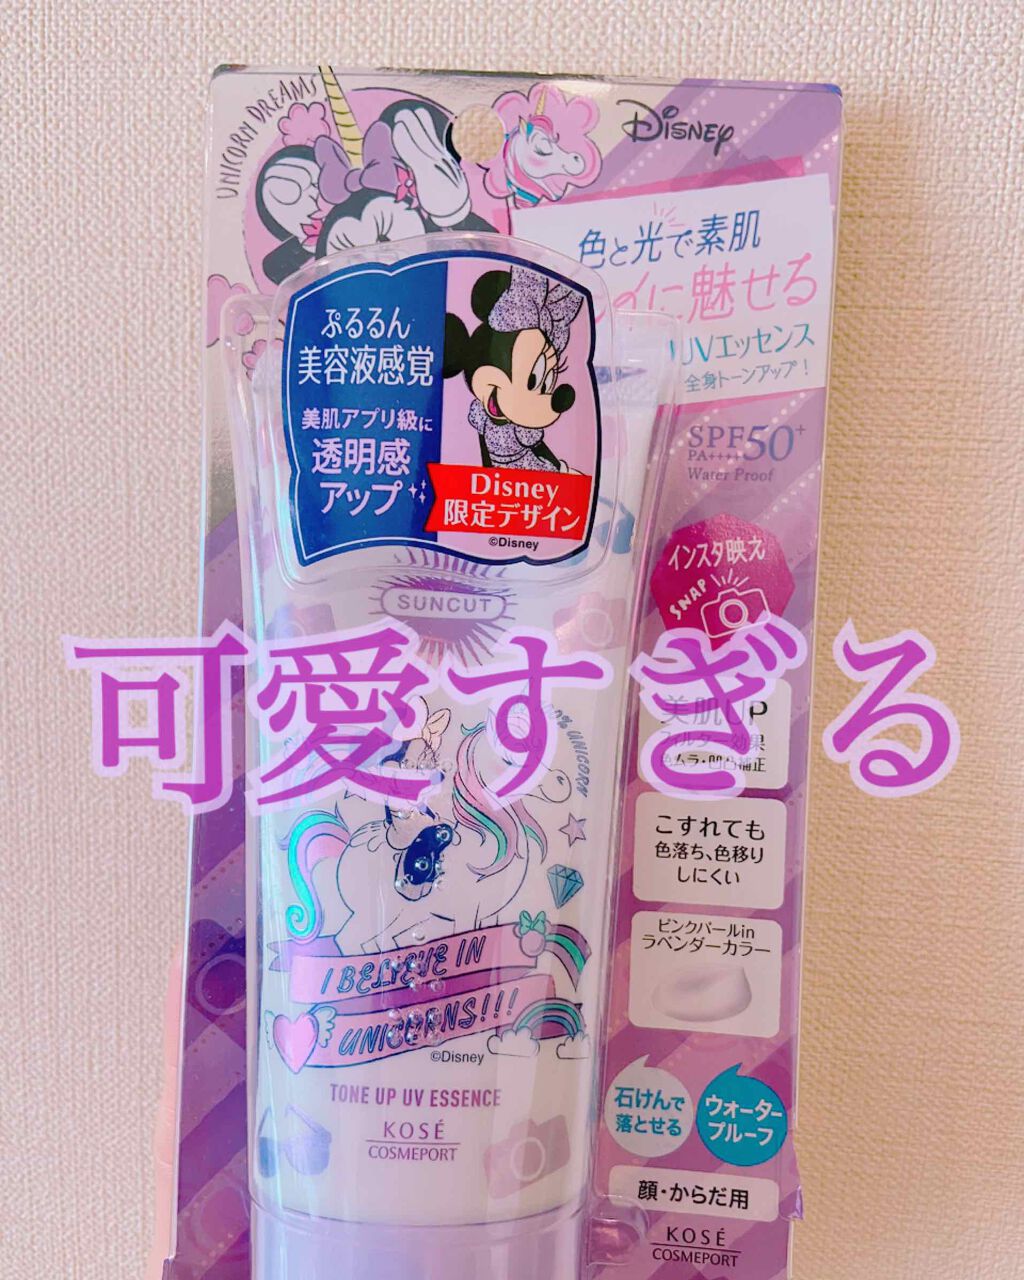 UNICORN DREAMS
Disney
色と光で素肌
に魅せる
UVエッセンス
全身トーンアップ!
ぷるるん
美容液感覚
美肌アプリ級に
透明感
アップ
Disney
限定デザイン
©Disney
SPF50+
PA++++
Water Proof
インスタ映え
SNAP
SUNCUT
可愛すぎる
美肌UP
フィルター効果
色ムラ・凹凸補正
UNICORN
こすれても
色落ち、色移り
しにくい
ピンクパールin
ラベンダーカラー
I BELIEVE IN
UNICORNS!!!
©Disney
TONE UP UV ESSENCE
KOSÉ
COSMEPORT
石けんで
落とせる
ウォーター
プルーフ
顔・からだ用
KOSÉ
COSMEPORT